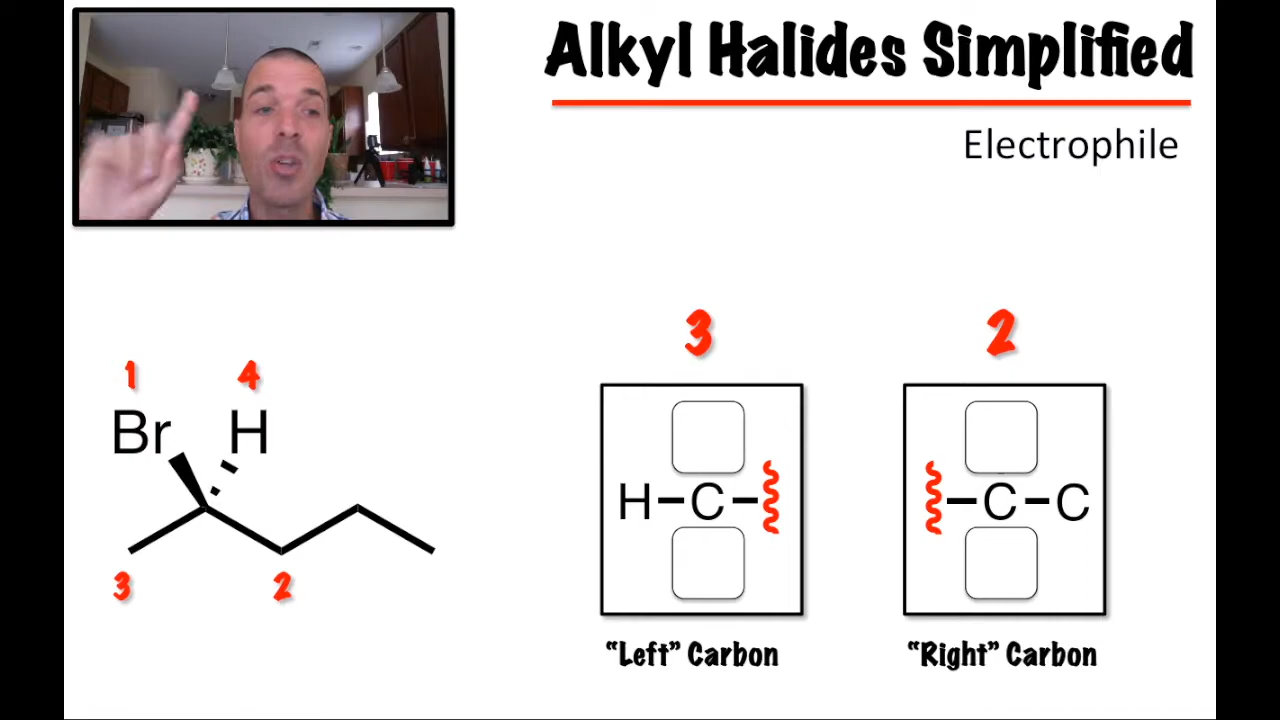 Alkyl Halides Simplified
Electrophile
3 2
1 4
Br H
H C
C C
3 2
"Left" Carbon
"Right" Carbon